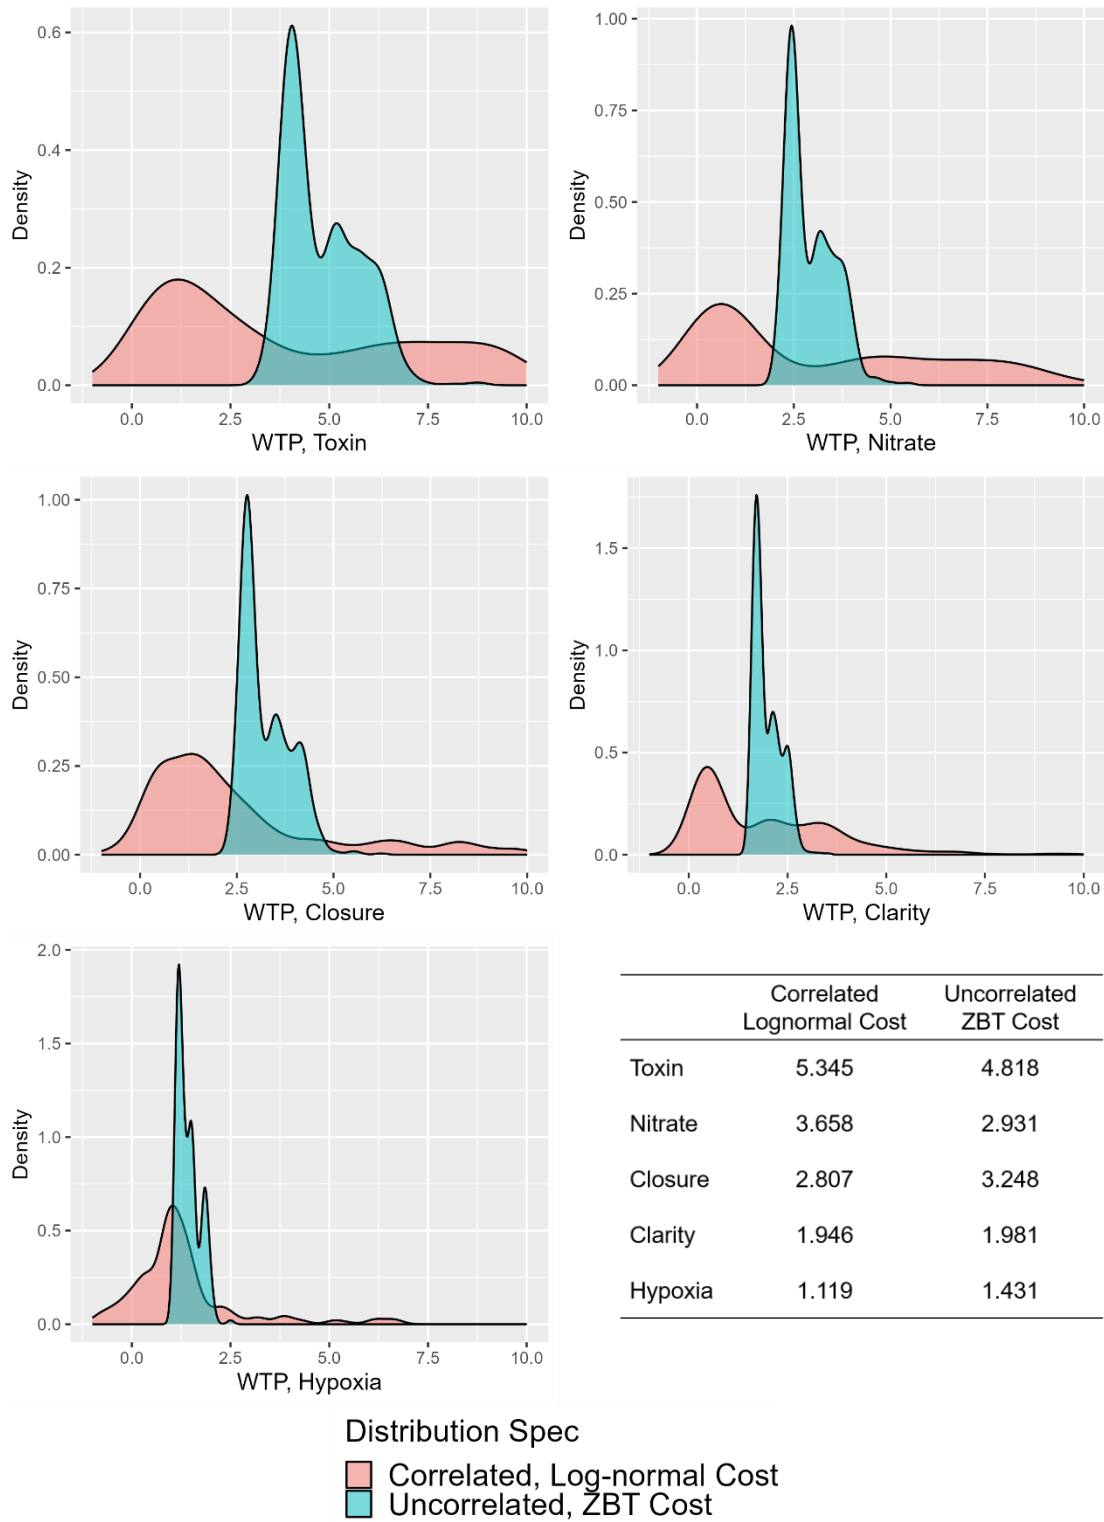 0.6
0.4
0.2
0.0
Density
0.0 2.5 5.0 7.5 10.0
WTP, Toxin
1.00
0.75
0.50
0.25
0.00
Density
0.0 2.5 5.0 7.5 10.0
WTP, Nitrate
1.00
0.75
0.50
0.25
0.00
Density
0.0 2.5 5.0 7.5 10.0
WTP, Closure
1.5
1.0
0.5
0.0
Density
0.0 2.5 5.0 7.5 10.0
WTP, Clarity
2.0
1.5
1.0
0.5
0.0
Density
0.0 2.5 5.0 7.5 10.0
WTP, Hypoxia
Correlated Uncorrelated
Lognormal Cost ZBT Cost
Toxin 5.345 4.818
Nitrate 3.658 2.931
Closure 2.807 3.248
Clarity 1.946 1.981
Hypoxia 1.119 1.431
Distribution Spec
Correlated, Log-normal Cost
Uncorrelated, ZBT Cost